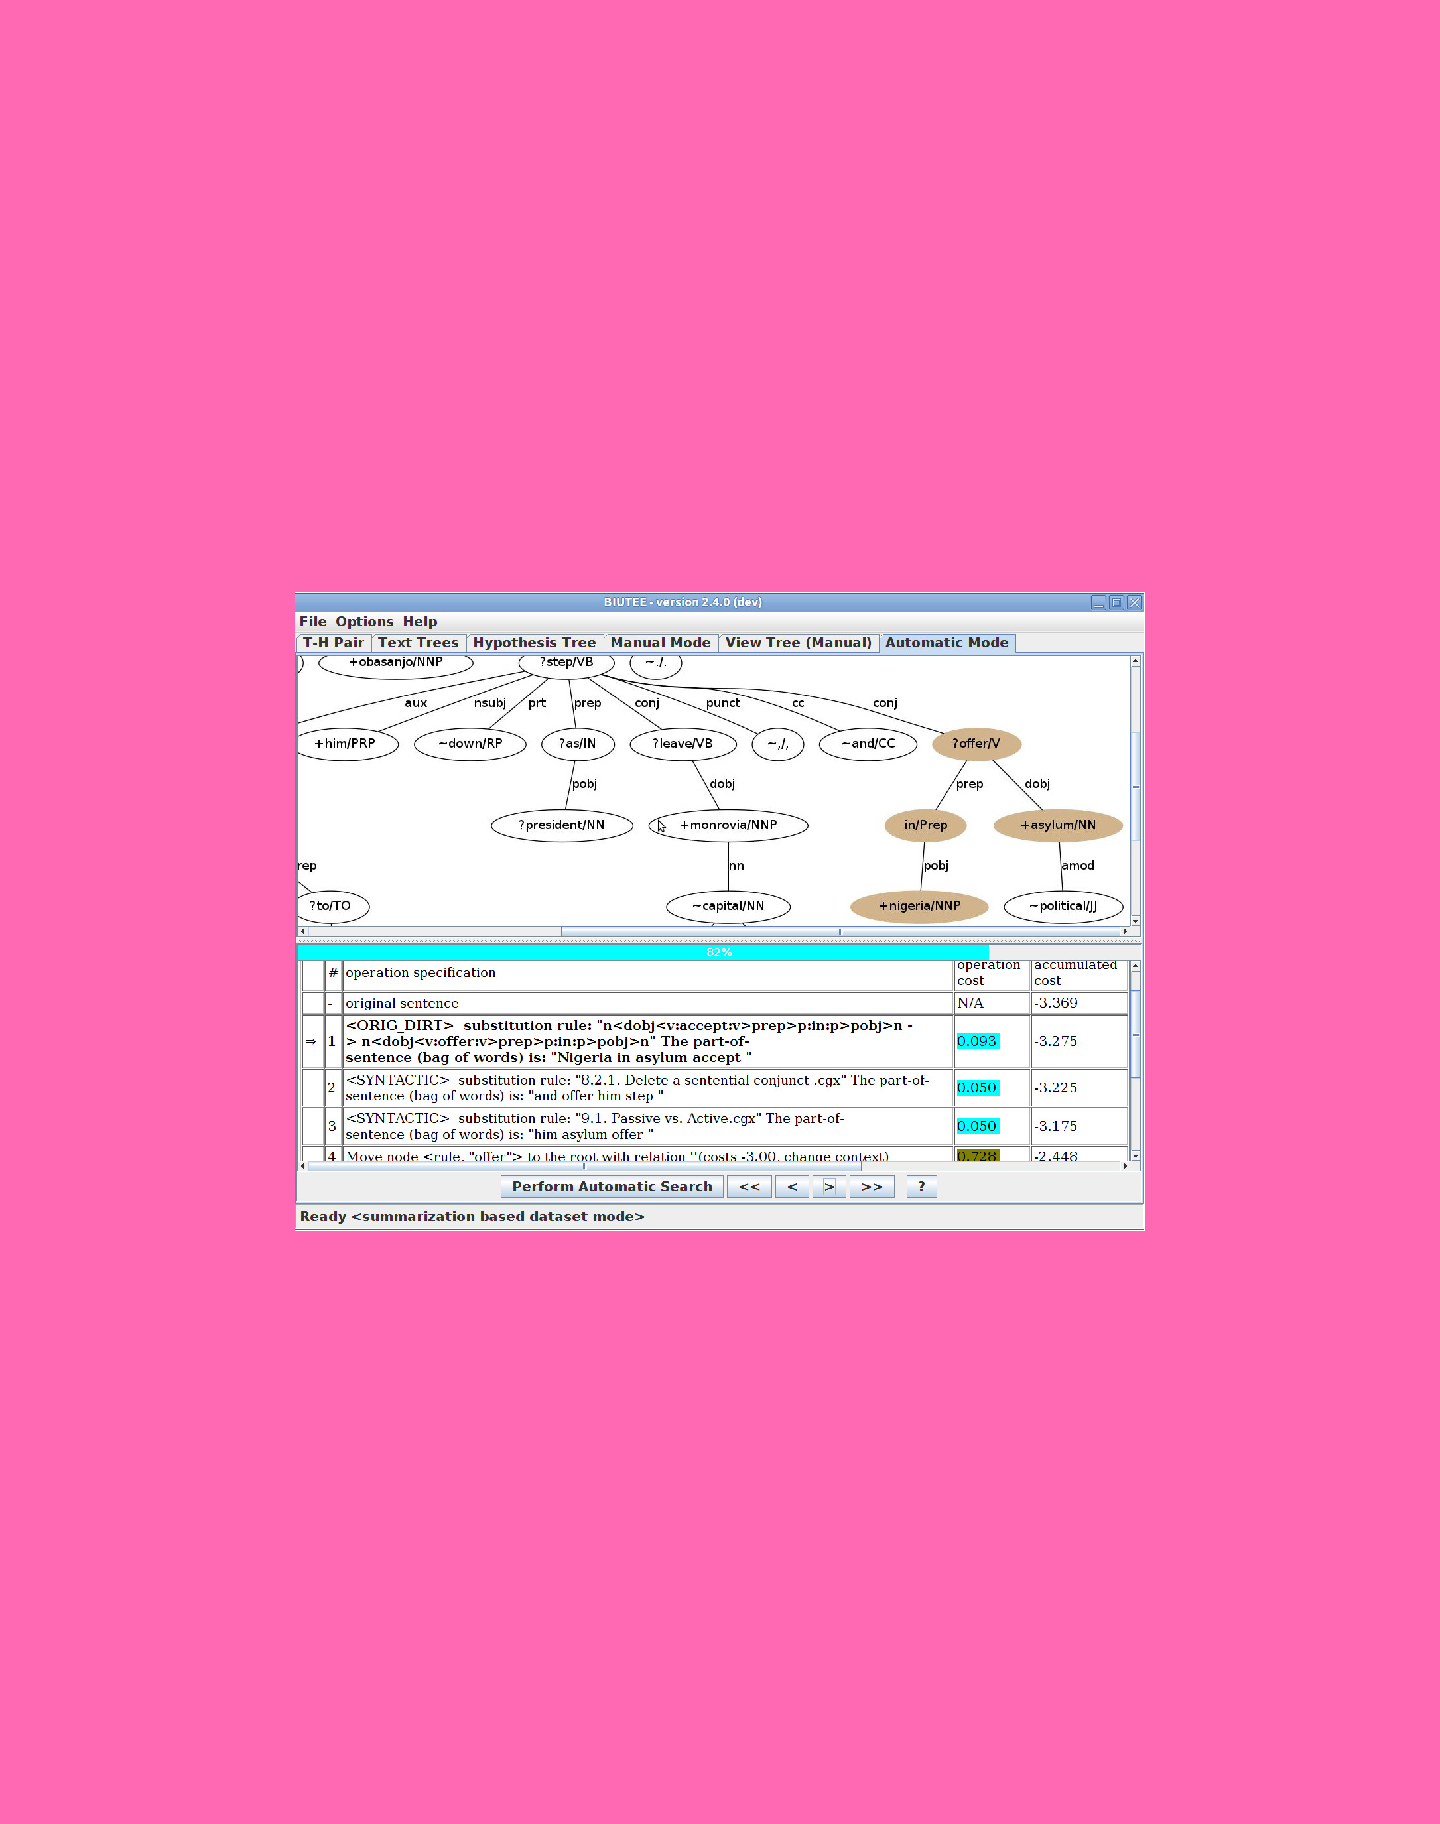 BIUTEE - version 2.4.0 (dev)
File Options Help
T-H Pair Text Trees Hypothesis Tree Manual Mode View Tree (Manual) Automatic Mode
+obasanjo/NNP ?step/VB ~./.
aux nsubj prt prep conj punct cc conj
+him/PRP ~down/RP ?as/IN ?leave/VB ~,/, ~and/CC ?offer/V
pobj dobj prep dobj
?president/NN +monrovia/NNP in/Prep +asylum/NN
rep nn pobj amod
?to/TO ~capital/NN +nigeria/NNP ~political/JJ
82%
# operation specification operation cost accumulated cost
- original sentence N/A -3.369
⇒ 1 <ORIG_DIRT> substitution rule: "n<dobj<v:accept:v>prep>p:in:p>pobj>n -
> n<dobj<v:offer:v>prep>p:in:p>pobj>n" The part-of-
sentence (bag of words) is: "Nigeria in asylum accept " 0.093 -3.275
2 <SYNTACTIC> substitution rule: "8.2.1. Delete a sentential conjunct .cgx" The part-of-
sentence (bag of words) is: "and offer him step " 0.050 -3.225
3 <SYNTACTIC> substitution rule: "9.1. Passive vs. Active.cgx" The part-of-
sentence (bag of words) is: "him asylum offer " 0.050 -3.175
4 Move node <rule, "offer"> to the root with relation ''(costs -3.00, change context) 0.728 -2.448
Perform Automatic Search << < > >> ?
Ready <summarization based dataset mode>